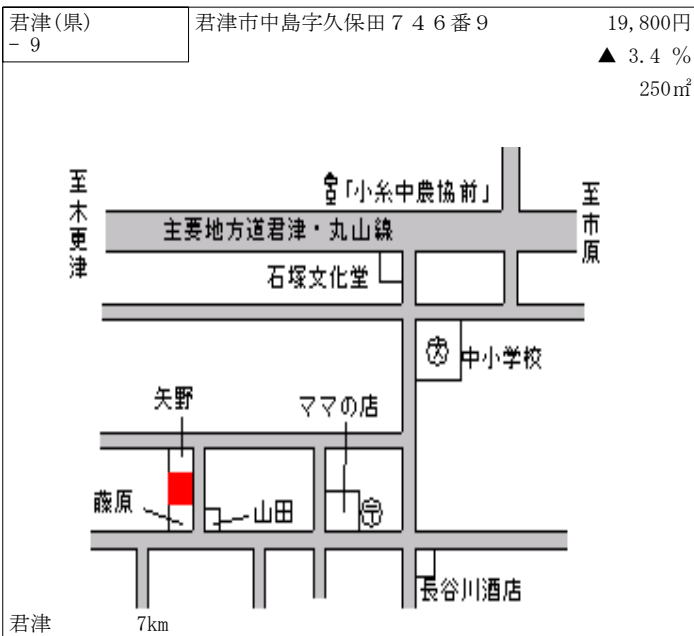 君津(県)
- 9
君津市中島字久保田７４６番９
19,800円
▲ 3.4 %
250㎡
至木更津
「小糸中農協前」
至市原
主要地方道君津・丸山線
石塚文化堂
文
中小学校
矢野
ママの店
藤原
山田
〒
長谷川酒店
君津 7km